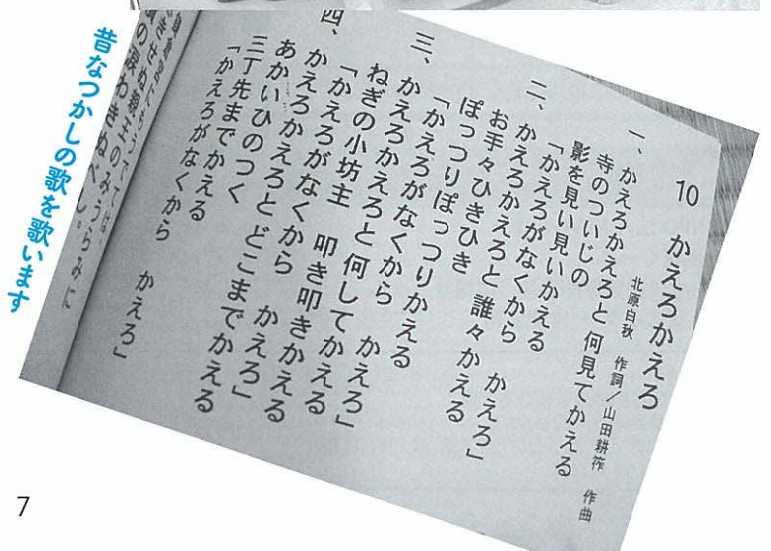 10 かえろかえろ
北原白秋 作詞/山田耕筰 作曲
一、かえろかえろと 何見てかえる
寺のついじの
影を見い見いかえる
「かえろがなくから かえろ」
二、かえろかえろと 誰々かえる
お手々ひきひき
ぽっつりぽっつりかえる
「かえろがなくから かえろ」
三、かえろかえろと何してかえる
ねぎの小坊主 叩き叩きかえる
「かえろがなくから かえろ」
四、かえろかえろと どこまでかえる
あかいひのつく
三丁先までかえる
「かえろがなくから かえろ」
昔なつかしの歌を歌います
7